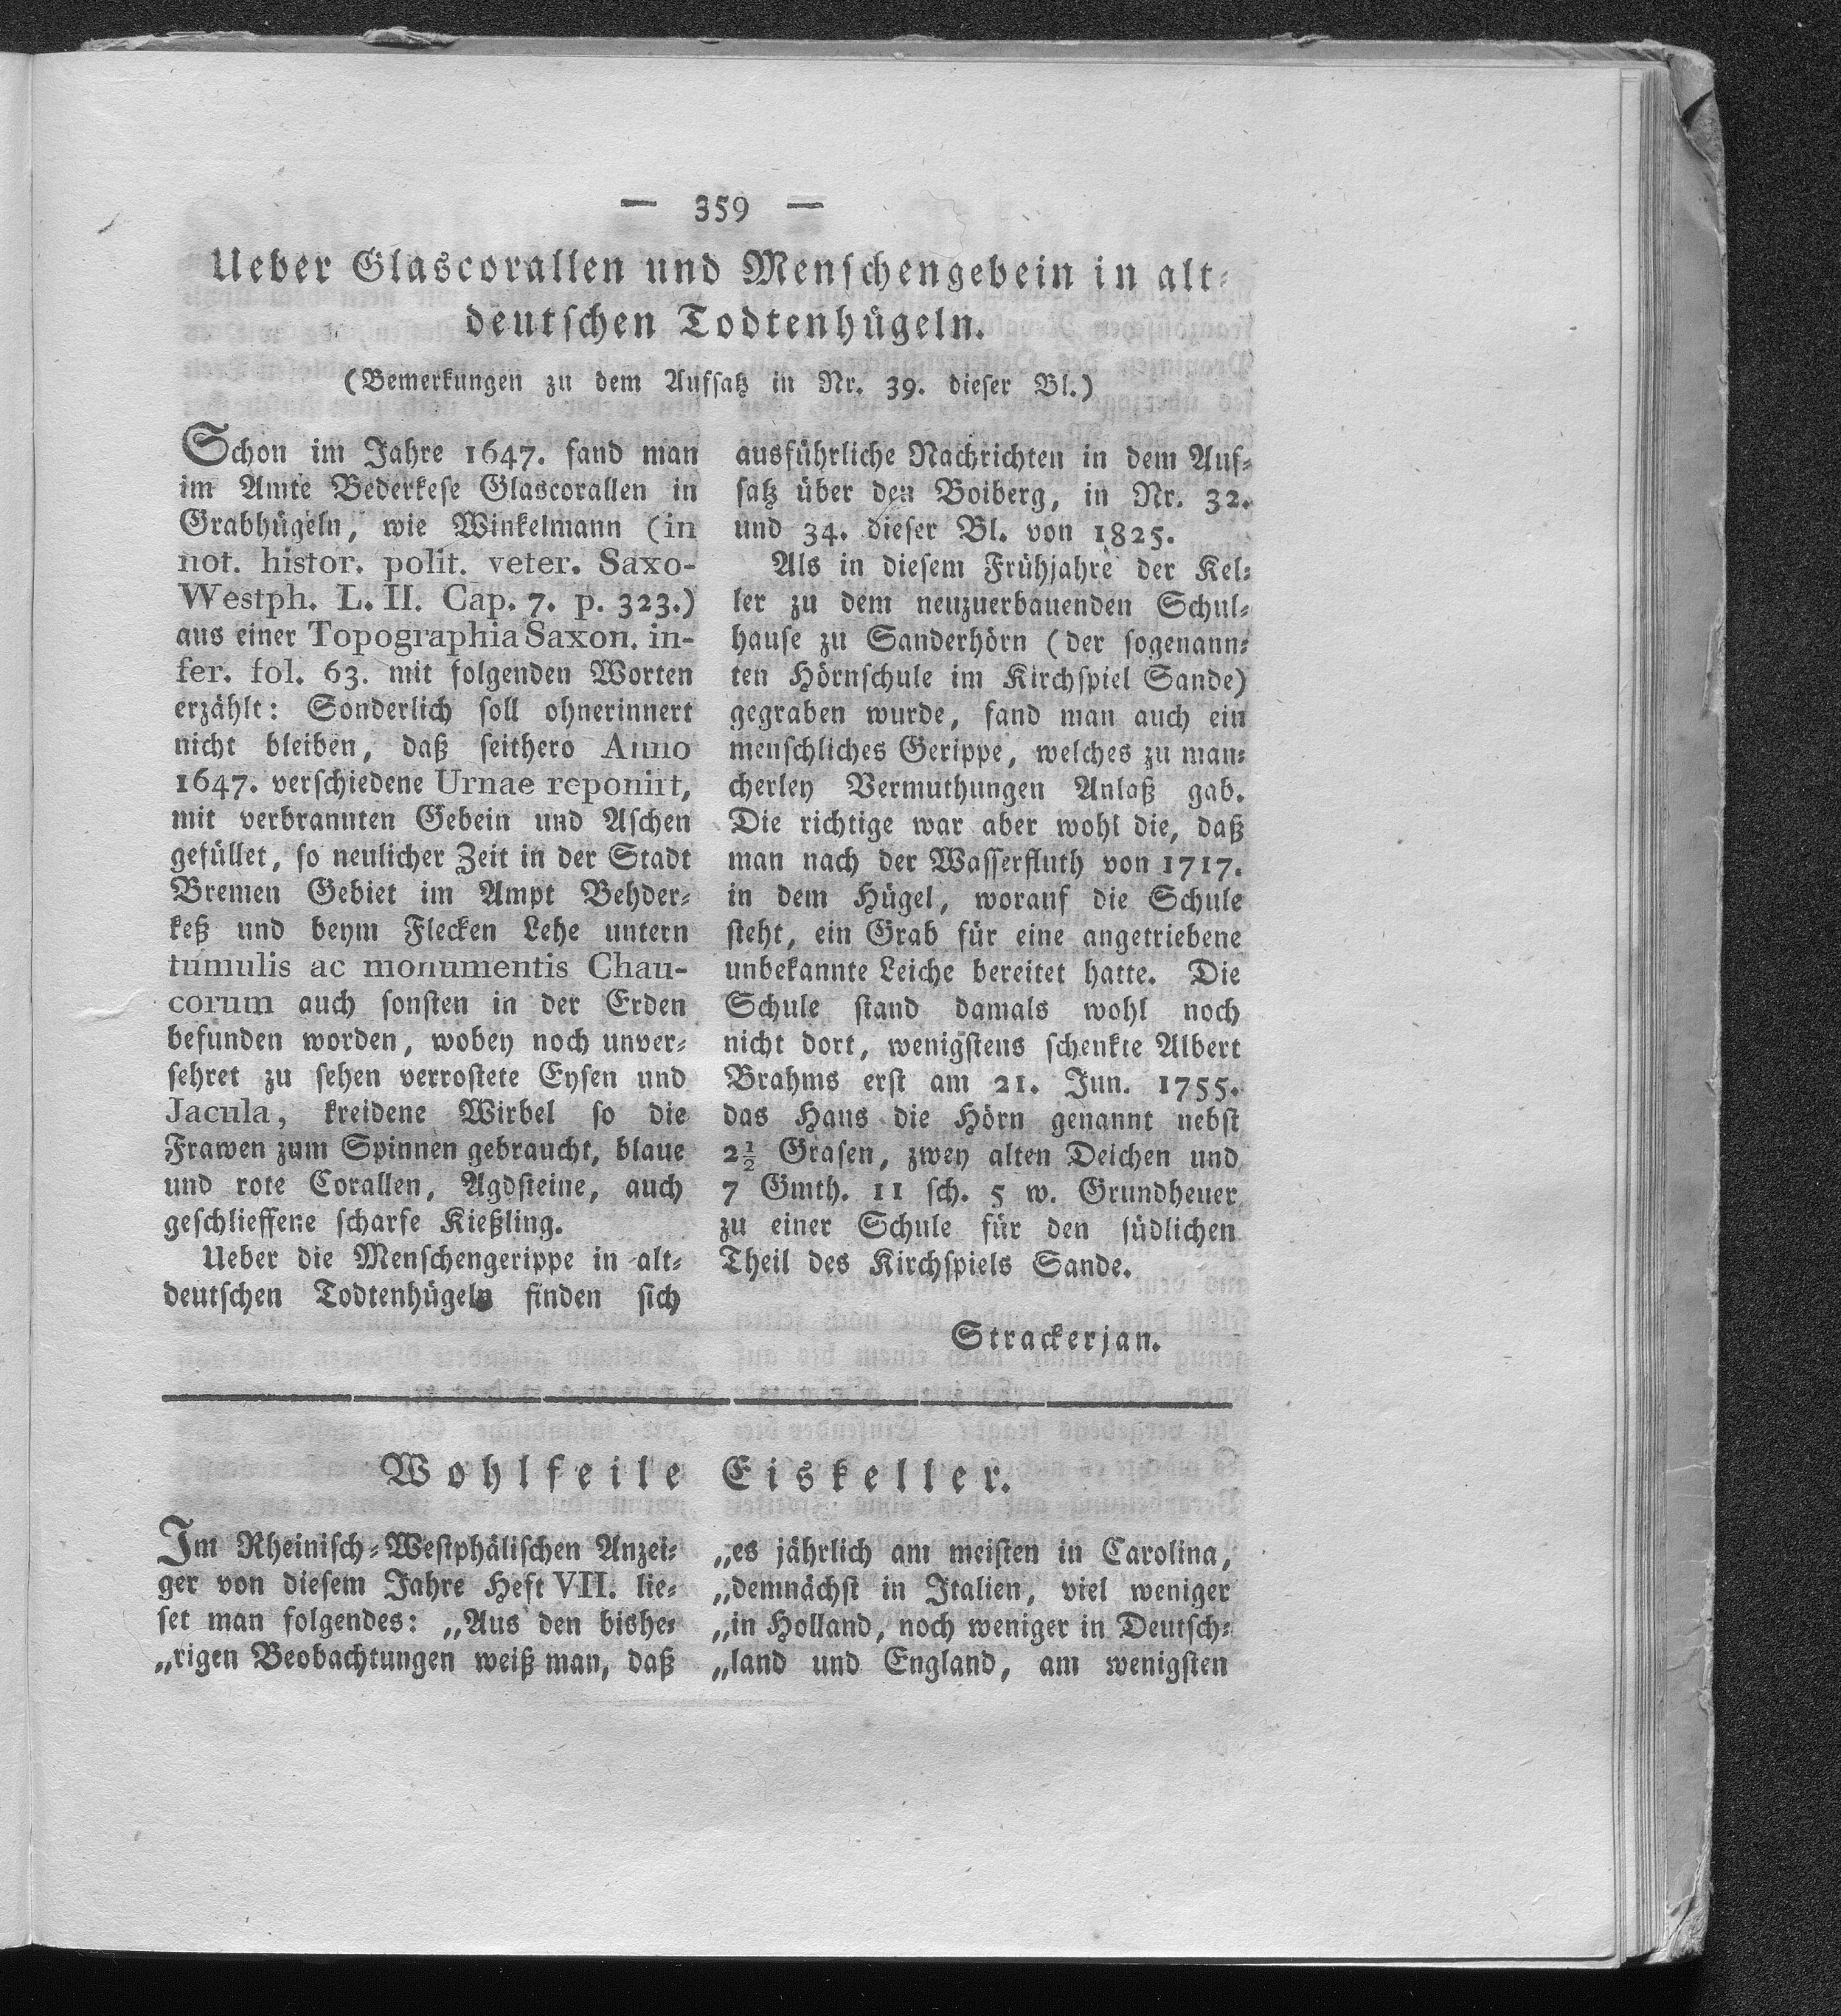 — 359 —
Ueber Glascorallen und Menschengebein in alt-
deutschen Todtenhügeln.
(Bemerkungen zu dem Aufsatz in Nr. 39. dieser Bl.)
Schon im Jahre 1647. fand man
im Amte Bederkese Glascorallen in
Grabhügeln, wie Winkelmann (in
not. histor. polit. veter. Saxo-
Westph. L. II. Cap. 7. p. 323.)
aus einer Topographia Saxon. in-
fer. fol. 63. mit folgenden Worten
erzählt: Sonderlich soll ohnerinnert
nicht bleiben, daß seithero Anno
1647. verschiedene Urnae reponirt,
mit verbrannten Gebein und Aschen
gefüllet, so neulicher Zeit in der Stadt
Bremen Gebiet im Ampt Behder-
keß und beym Flecken Lehe untern
tumulis ac monumentis Chau-
corum auch sonsten in der Erden
befunden worden, wobey noch unver-
sehret zu sehen verrostete Eysen und
Jacula, kreidene Wirbel so die
Frawen zum Spinnen gebraucht, blaue
und rote Corallen, Agdsteine, auch
geschlieffene scharfe Kießling.
Ueber die Menschengerippe in alt-
deutschen Todtenhügeln finden sich
ausführliche Nachrichten in dem Auf-
satz über den Boiberg, in Nr. 32.
und 34. dieser Bl. von 1825.
Als in diesem Frühjahre der Kel-
ler zu dem neuzuerbauenden Schul-
hause zu Sanderhörn (der sogenann-
ten Hörnschule im Kirchspiel Sande)
gegraben wurde, fand man auch ein
menschliches Gerippe, welches zu man-
cherley Vermuthungen Anlaß gab.
Die richtige war aber wohl die, daß
man nach der Wasserfluth von 1717.
in dem Hügel, worauf die Schule
steht, ein Grab für eine angetriebene
unbekannte Leiche bereitet hatte. Die
Schule stand damals wohl noch
nicht dort, wenigstens schenkte Albert
Brahms erst am 21. Jun. 1755.
das Haus die Hörn genannt nebst
2½ Grasen, zwey alten Deichen und
7 Gmth. 11 sch. 5 w. Grundheuer
zu einer Schule für den südlichen
Theil des Kirchspiels Sande.
Strackerjan.
Wohlfeile Eiskeller.
Im Rheinisch-Westphälischen Anzei-
ger von diesem Jahre Heft VII. lie-
set man folgendes: „Aus den bishe-
„rigen Beobachtungen weiß man, daß
„es jährlich am meisten in Carolina,
„demnächst in Italien, viel weniger
„in Holland, noch weniger in Deutsch-
„land und England, am wenigsten